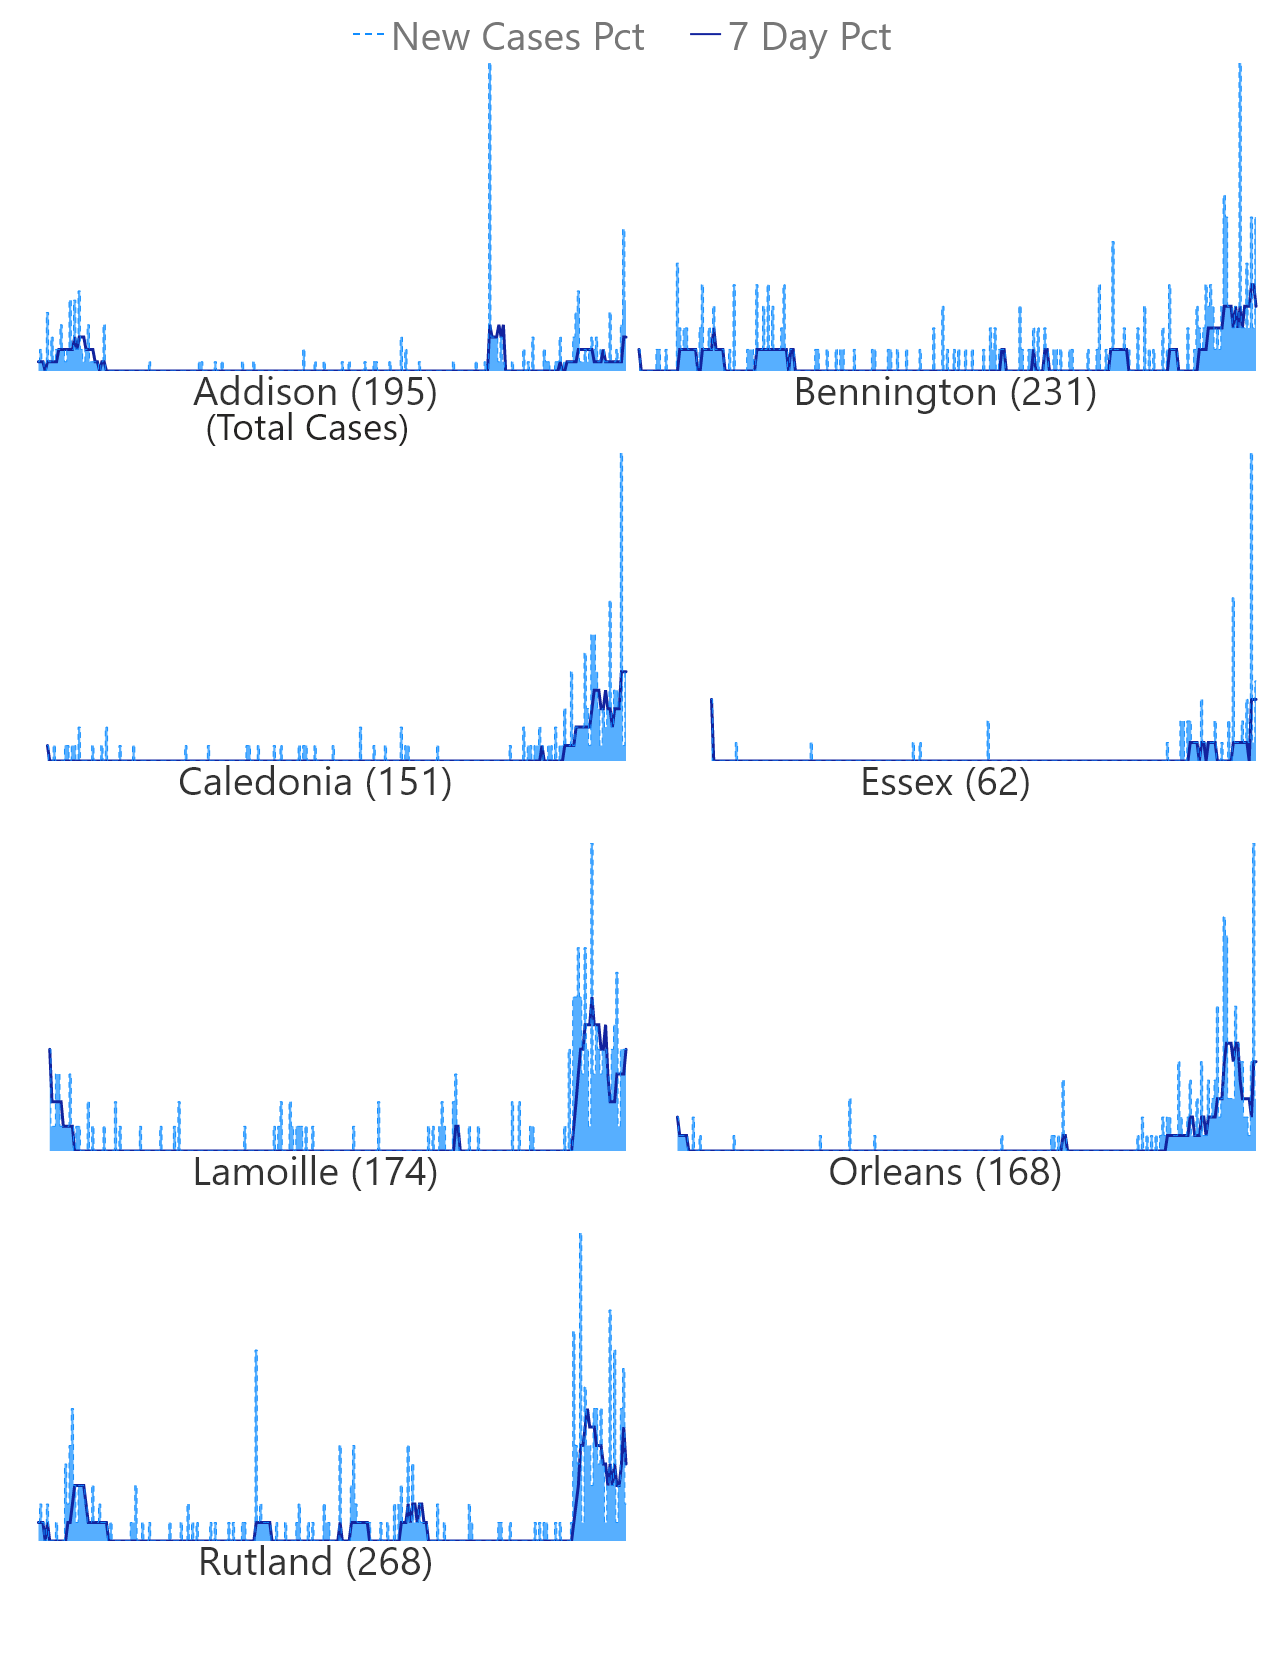 New Cases Pct 7 Day Pct
Addison (195)
(Total Cases)
Bennington (231)
Caledonia (151)
Essex (62)
Lamoille (174)
Orleans (168)
Rutland (268)